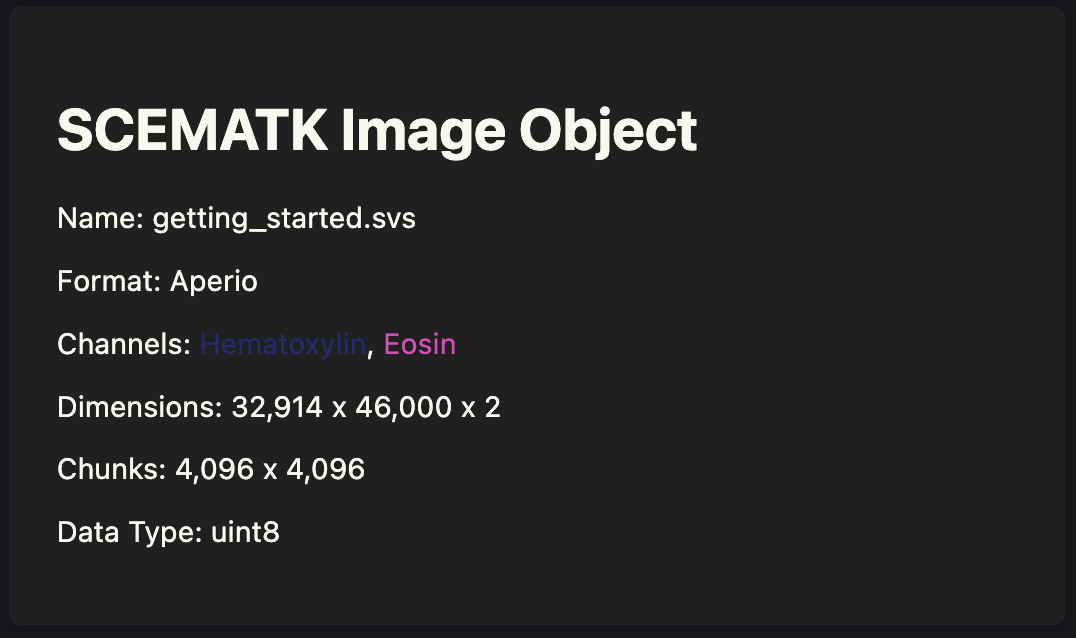 SCEMATK Image Object
Name: getting_started.svs
Format: Aperio
Channels: Hematoxylin, Eosin
Dimensions: 32,914 x 46,000 x 2
Chunks: 4,096 x 4,096
Data Type: uint8